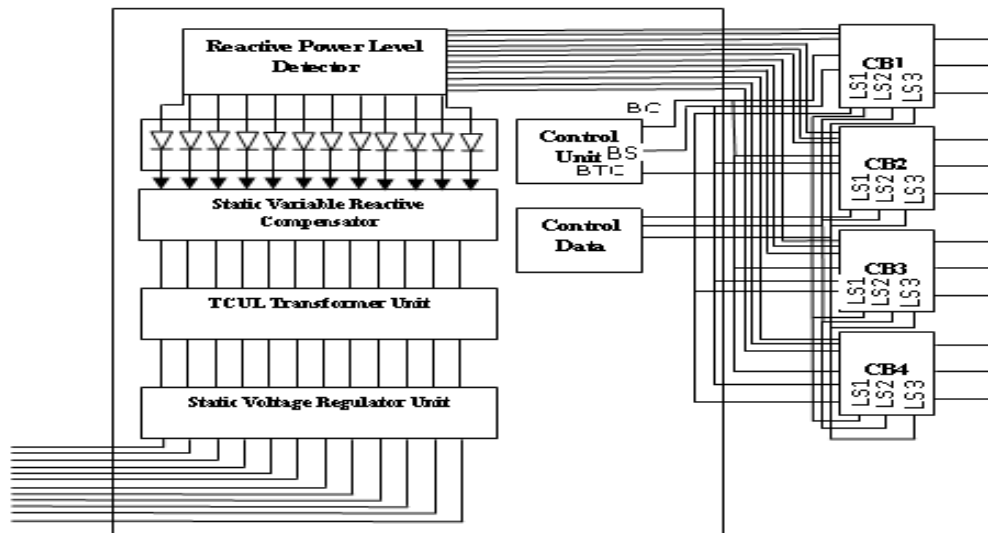 Reactive Power Level
Detector
Static Variable Reactive
Compensator
TCUL Transformer Unit
Static Voltage Regulator Unit
Control
Unit
BC
BS
BTC
Control
Data
CB1
LS1
LS2
LS3
CB2
LS1
LS2
LS3
CB3
LS1
LS2
LS3
CB4
LS1
LS2
LS3